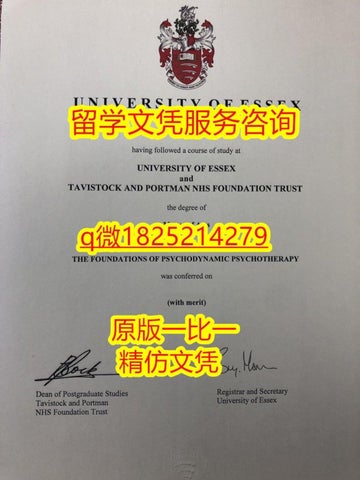 UNIVERSITY OF ESSEX
留学文凭服务咨询
having followed a course of study at
UNIVERSITY OF ESSEX
and
TAVISTOCK AND PORTMAN NHS FOUNDATION TRUST
the degree of
q微1825214279
THE FOUNDATIONS OF PSYCHODYNAMIC PSYCHOTHERAPY
was conferred on
(with merit)
原版一比一
精仿文凭
Dean of Postgraduate Studies
Tavistock and Portman
NHS Foundation Trust
Registrar and Secretary
University of Essex